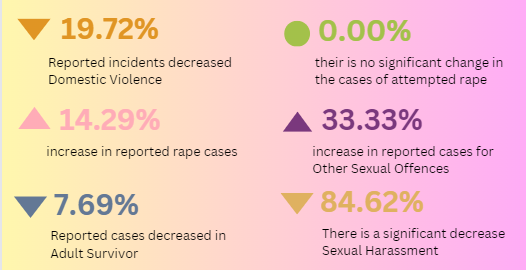 19.72%
Reported incidents decreased
Domestic Violence
0.00%
their is no significant change in
the cases of attempted rape
14.29%
increase in reported rape cases
33.33%
increase in reported cases for
Other Sexual Offences
7.69%
Reported cases decreased in
Adult Survivor
84.62%
There is a significant decrease
Sexual Harassment